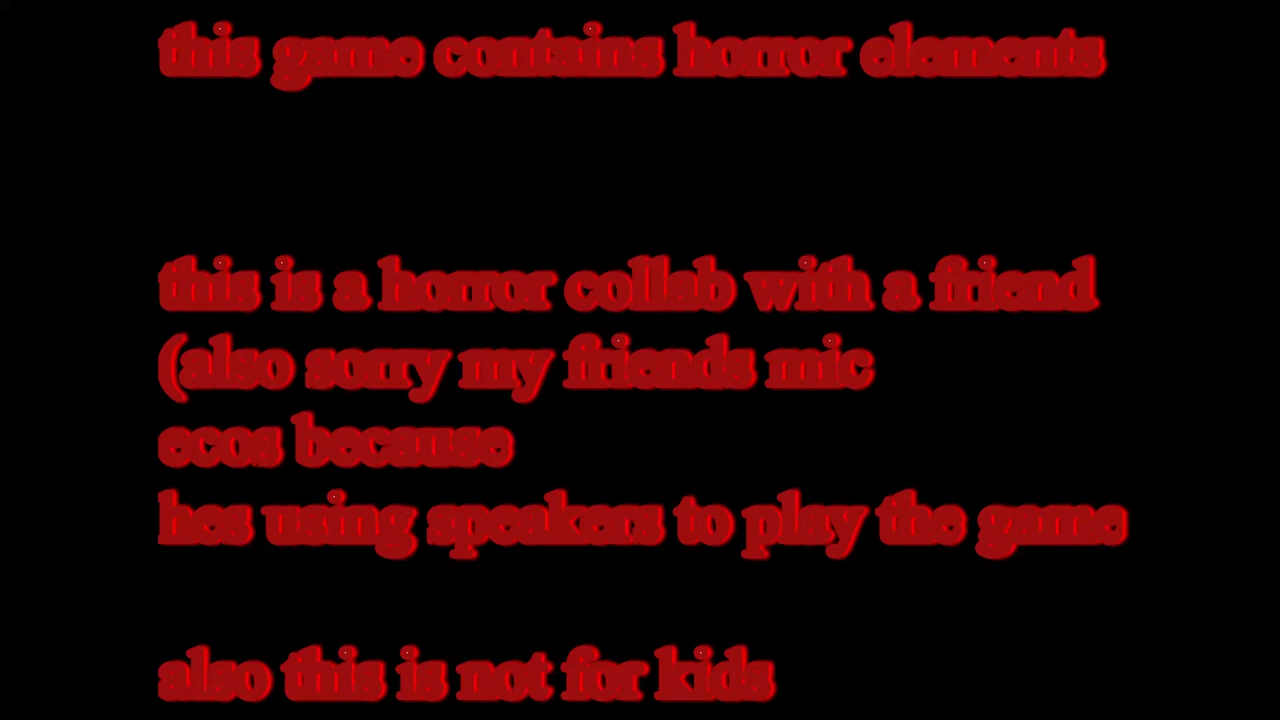 this game contains horror elements
this is a horror collab with a friend
(also sorry my friends mic
ecos because
hes using speakers to play the game
also this is not for kids